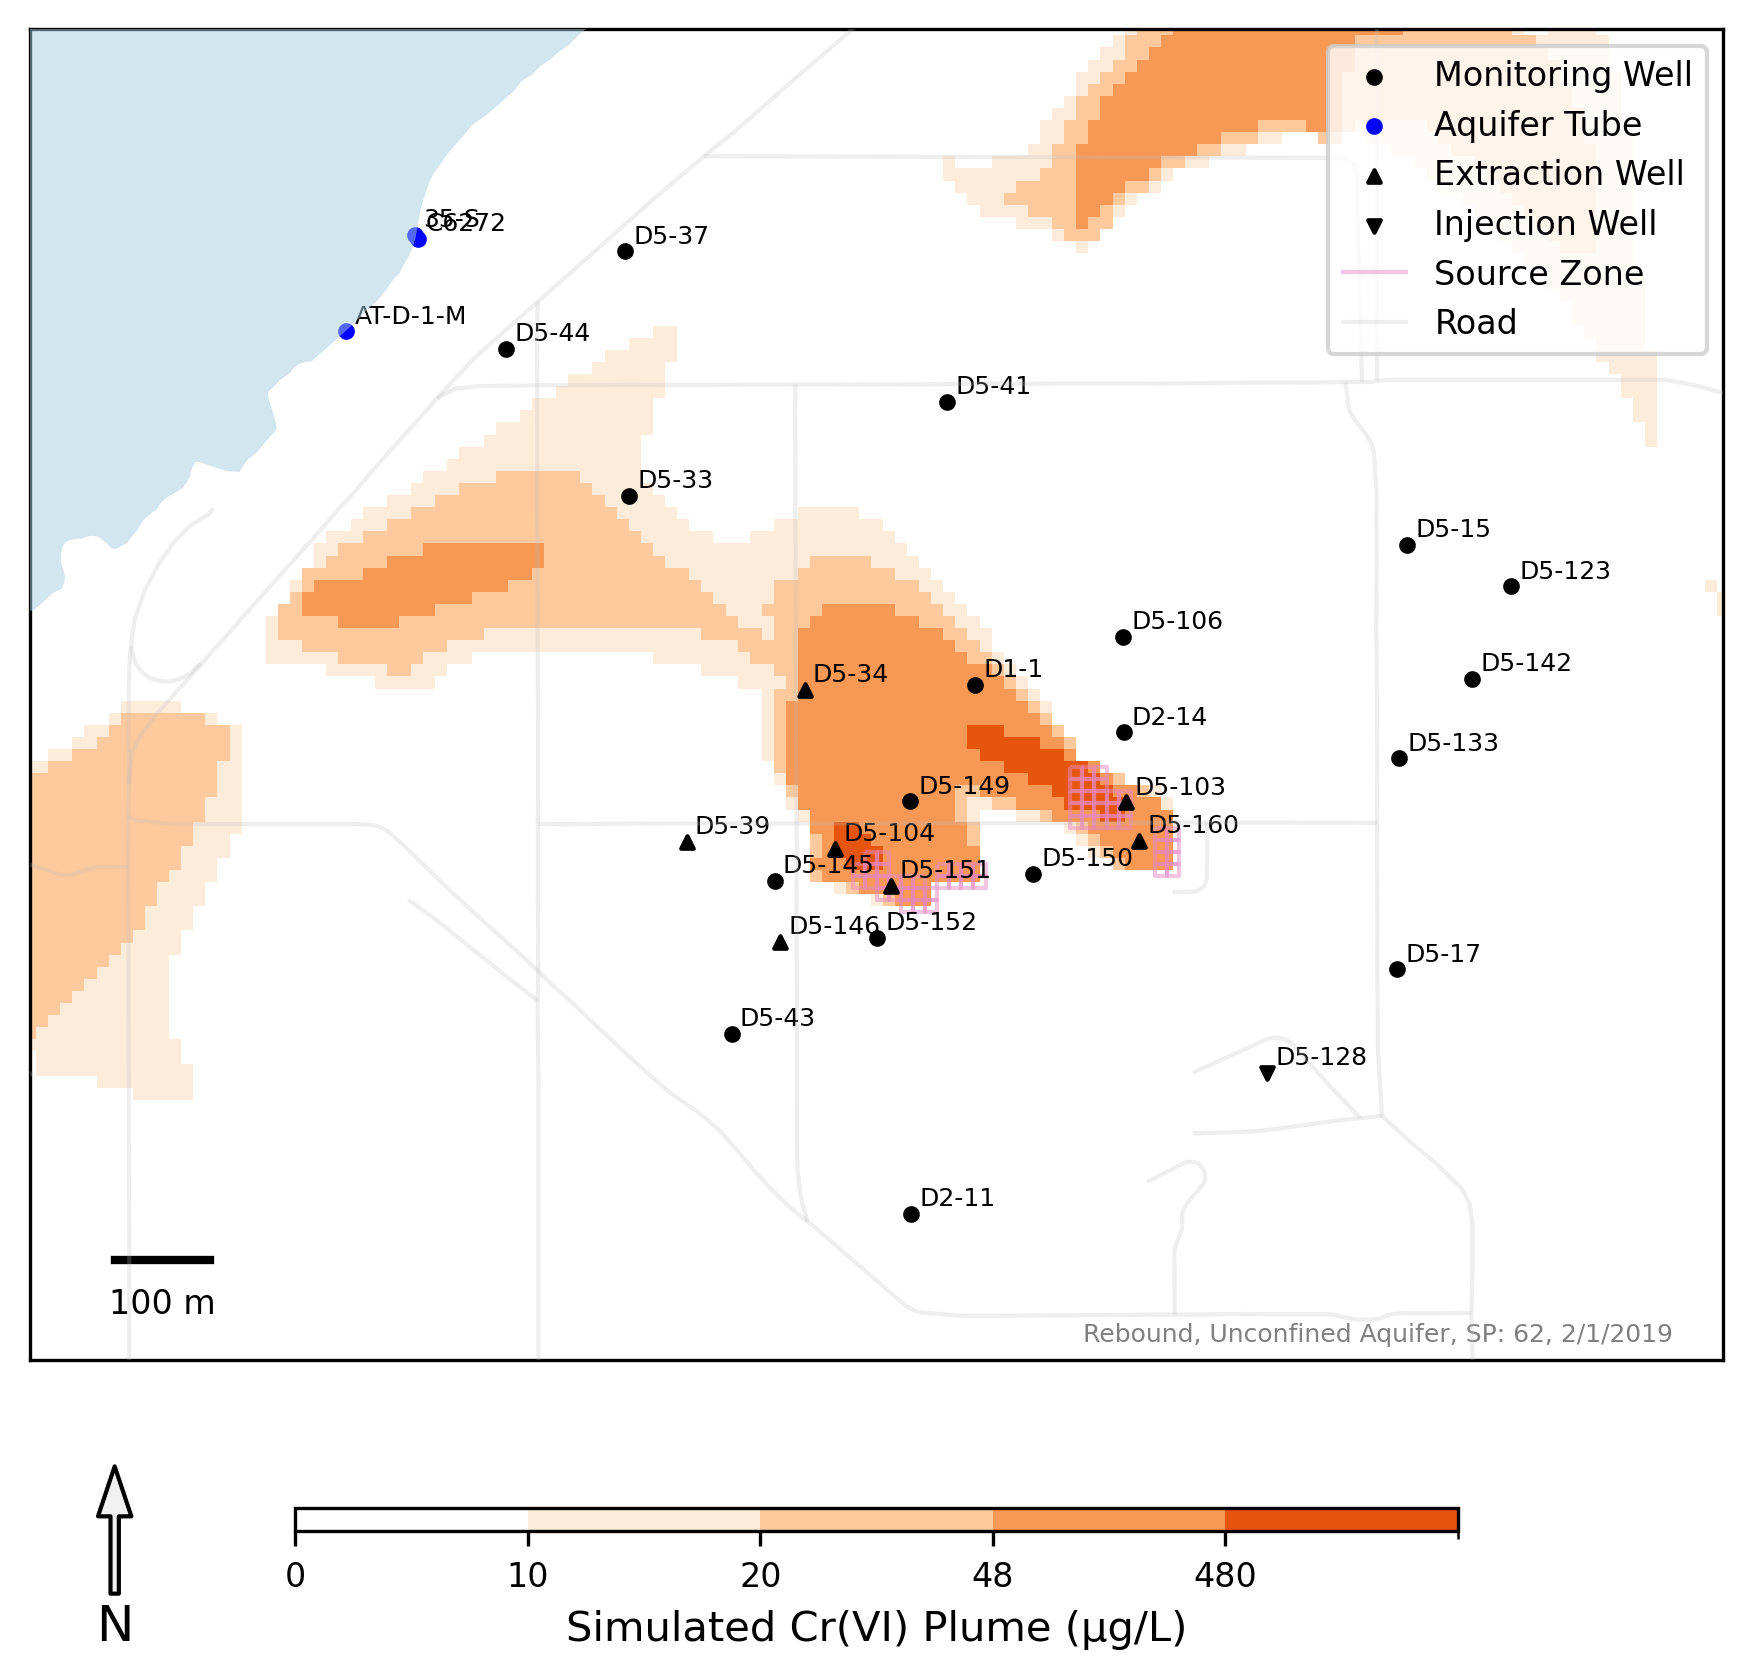 Monitoring Well
Aquifer Tube
Extraction Well
Injection Well
Source Zone
Road
35-S
C6272
D5-37
AT-D-1-M
D5-44
D5-41
D5-33
D5-15
D5-123
D5-106
D1-1
D5-34
D5-142
D2-14
D5-133
D5-149
D5-103
D5-39
D5-104
D5-160
D5-145
D5-151
D5-150
D5-146
D5-152
D5-17
D5-43
D5-128
D2-11
100 m
Rebound, Unconfined Aquifer, SP: 62, 2/1/2019
0 10 20 48 480
Simulated Cr(VI) Plume (µg/L)
N